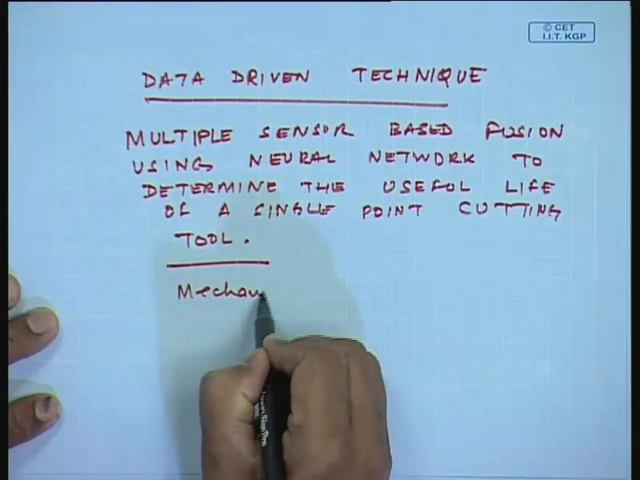 © CET
I.I.T. KGP
DATA DRIVEN TECHNIQUE
MULTIPLE SENSOR BASED FUSION
USING NEURAL NETWORK TO
DETERMINE THE USEFUL LIFE
OF A SINGLE POINT CUTTING
TOOL.
Mechan